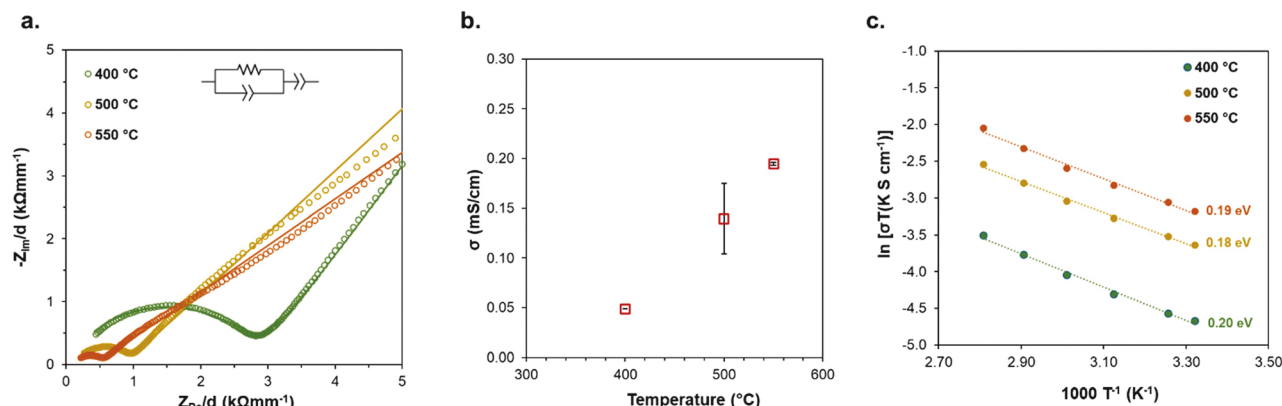 a.
5
4
3
2
1
0
-Z_Im/d (kΩmm⁻¹)
400 °C
500 °C
550 °C
0 1 2 3 4 5
b.
0.30
0.25
0.20
0.15
0.10
0.05
0.00
σ (mS/cm)
300 400 500 600
Temperature (°C)
c.
-1.0
-1.5
-2.0
-2.5
-3.0
-3.5
-4.0
-4.5
-5.0
ln [σT(K S cm⁻¹)]
400 °C
500 °C
550 °C
0.19 eV
0.18 eV
0.20 eV
2.70 2.90 3.10 3.30 3.50
1000 T⁻¹ (K⁻¹)